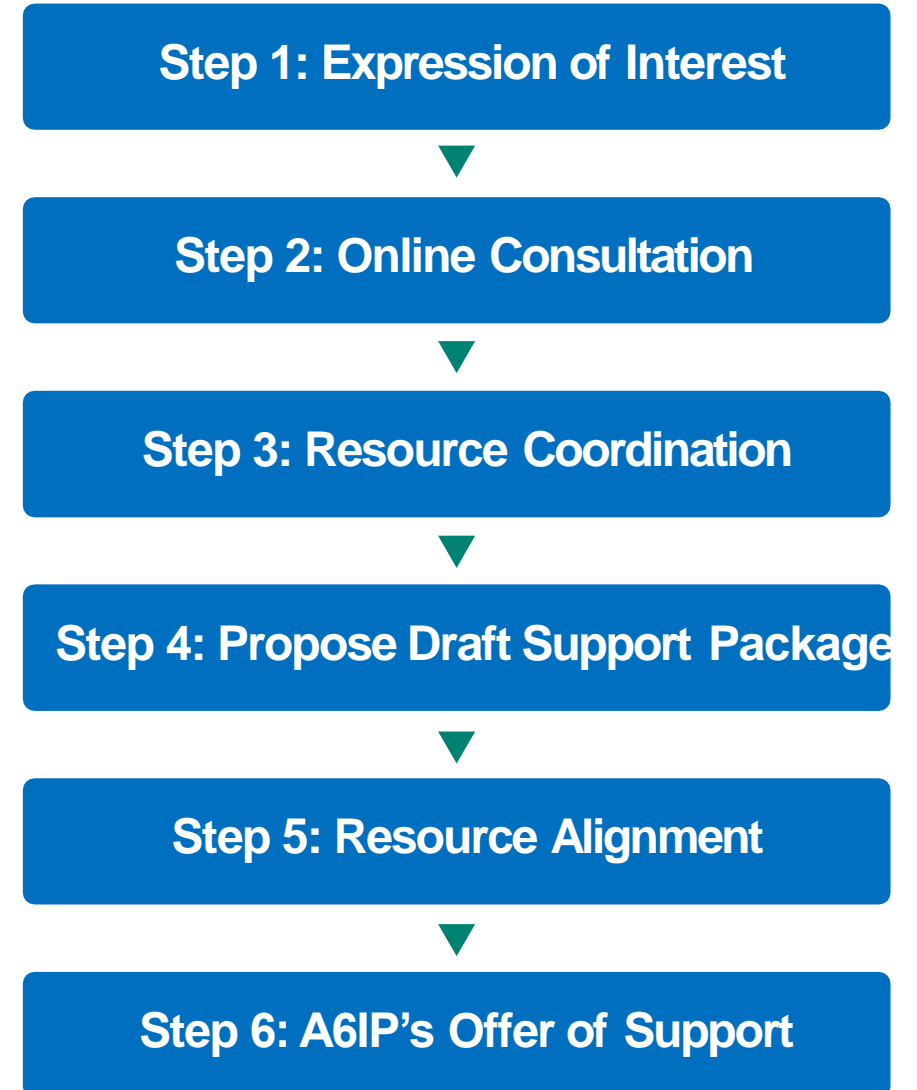 Step 1: Expression of Interest
Step 2: Online Consultation
Step 3: Resource Coordination
Step 4: Propose Draft Support Package
Step 5: Resource Alignment
Step 6: A6IP’s Offer of Support